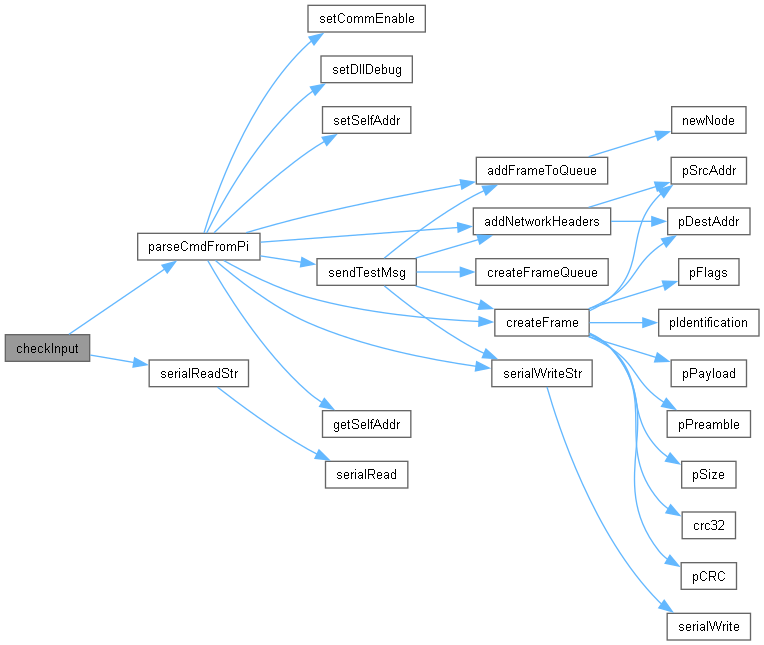 setCommEnable
setDllDebug
setSelfAddr
newNode
addFrameToQueue
pSrcAddr
addNetworkHeaders
pDestAddr
parseCmdFromPi
sendTestMsg
createFrameQueue
pFlags
createFrame
pIdentification
checkInput
serialReadStr
serialWriteStr
pPayload
getSelfAddr
pPreamble
serialRead
pSize
crc32
pCRC
serialWrite